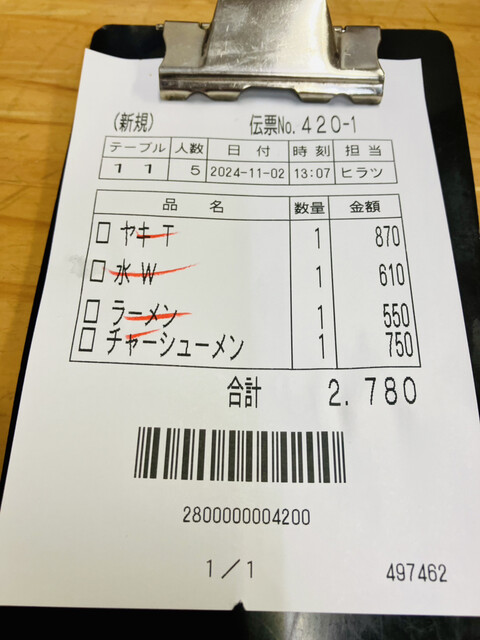 (新規) 伝票No. 420-1
テーブル 人数 日付 時刻 担当
11 5 2024-11-02 13:07 ヒラツ
品名 数量 金額
ヤキT 1 870
水W 1 610
ラーメン 1 550
チャーシューメン 1 750
合計 2.780
2800000004200
1/1 497462